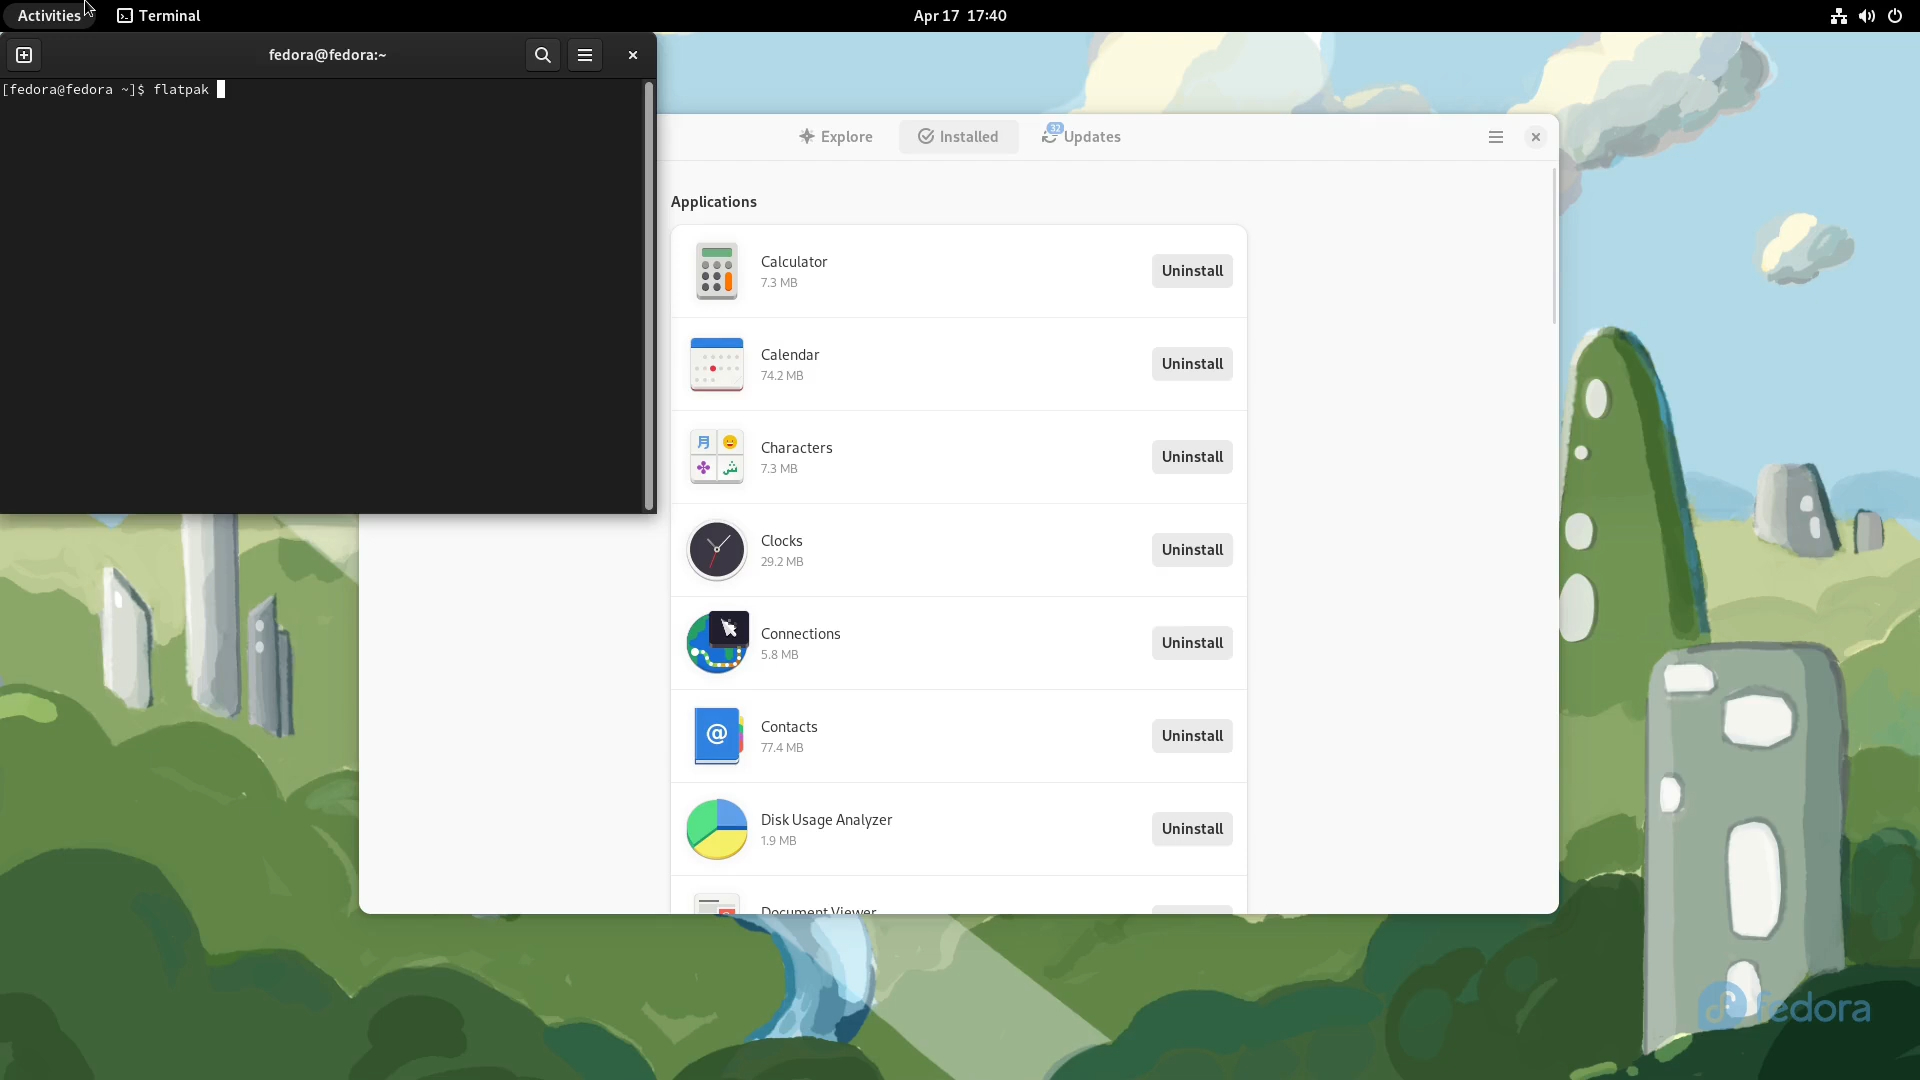 Activities
Terminal
Apr 17 17:40
fedora@fedora:~
[fedora@fedora ~]$ flatpak
Explore
Installed
32
Updates
Applications
Calculator
7.3 MB
Uninstall
Calendar
74.2 MB
Uninstall
月
Characters
7.3 MB
Uninstall
Clocks
29.2 MB
Uninstall
Connections
5.8 MB
Uninstall
@
Contacts
77.4 MB
Uninstall
Disk Usage Analyzer
1.9 MB
Uninstall
Document Viewer
fedora